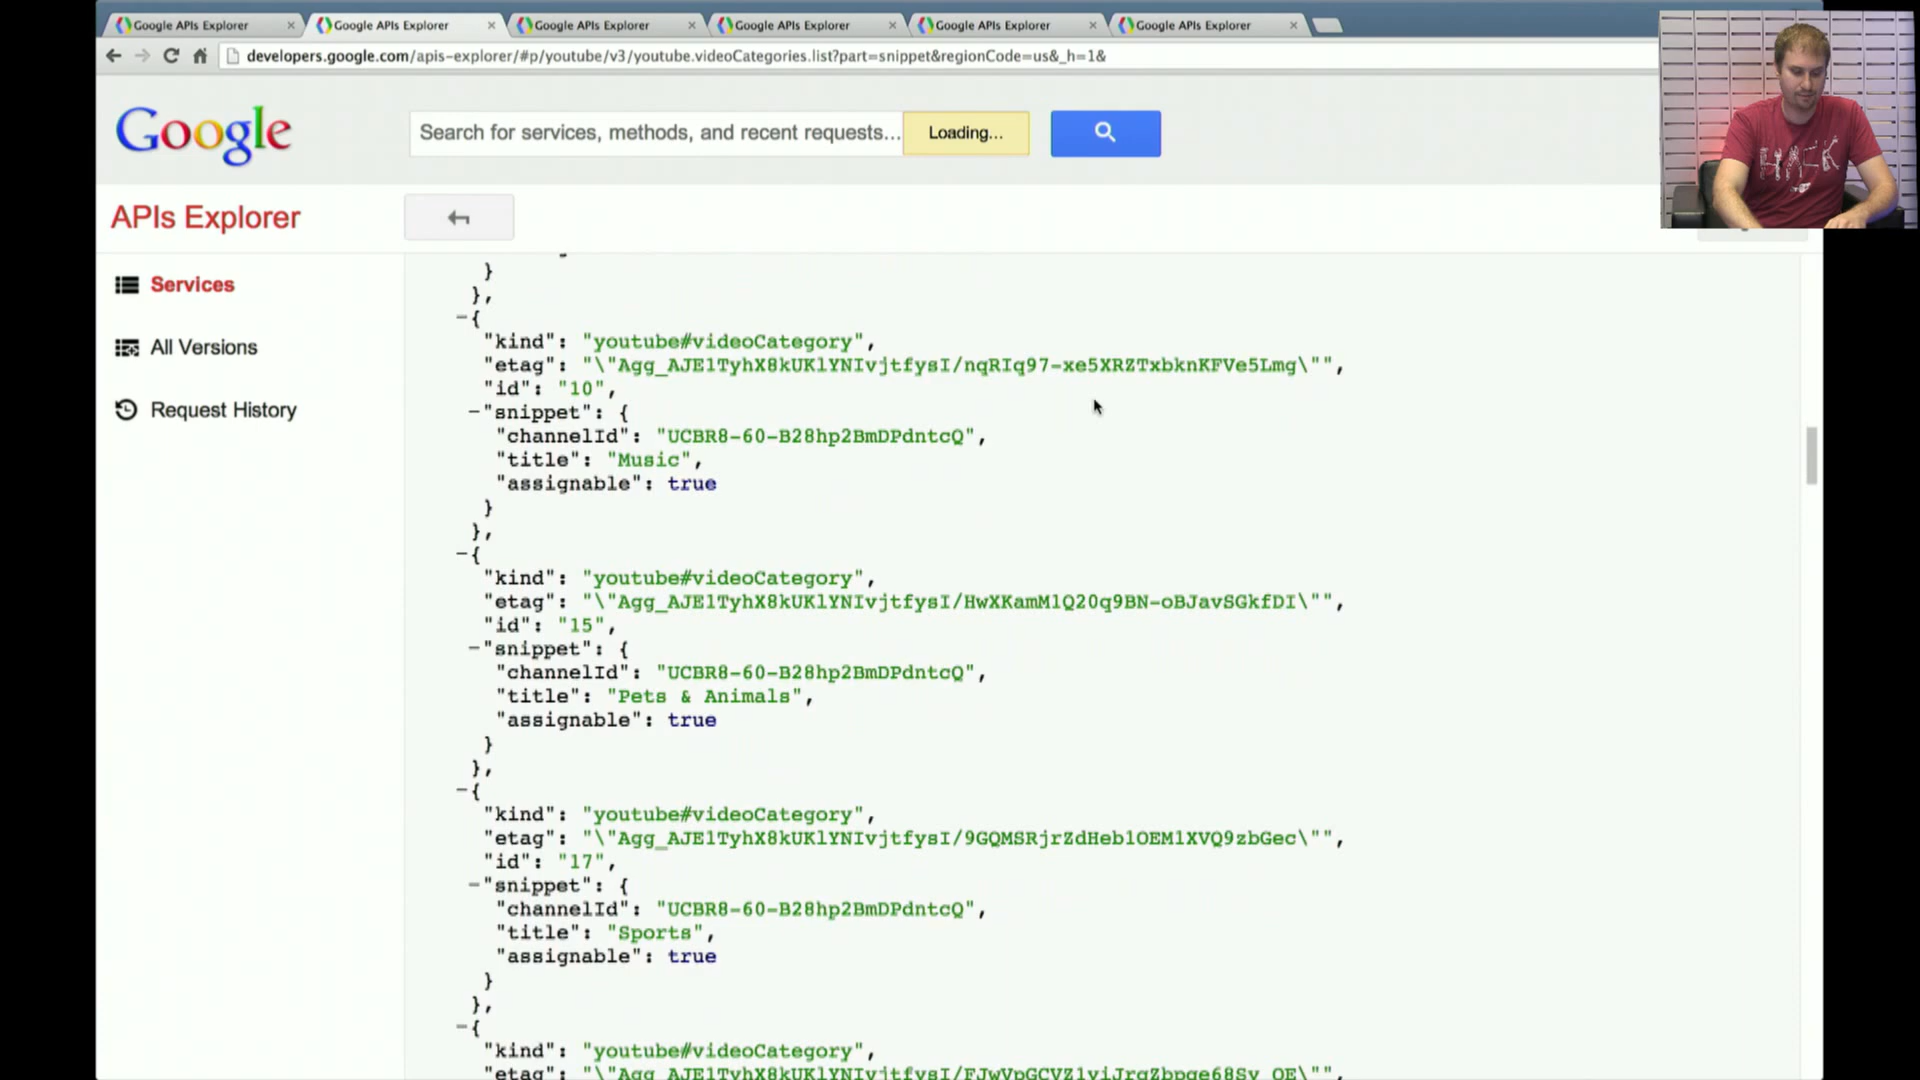 Google APIs Explorer
Google APIs Explorer
Google APIs Explorer
Google APIs Explorer
Google APIs Explorer
Google APIs Explorer
developers.google.com/apis-explorer/#p/youtube/v3/youtube.videoCategories.list?part=snippet&regionCode=us&_h=1&
Google
Search for services, methods, and recent requests...
Loading...
HACK
APIs Explorer
Services
All Versions
Request History
}
},
{
"kind": "youtube#videoCategory",
"etag": "\"Agg_AJE1TyhX8kUKlYNIvjtfysI/nqRIq97-xe5XRZTxbknKFVe5Lmg\"",
"id": "10",
"snippet": {
"channelId": "UCBR8-60-B28hp2BmDPdntcQ",
"title": "Music",
"assignable": true
}
},
{
"kind": "youtube#videoCategory",
"etag": "\"Agg_AJE1TyhX8kUKlYNIvjtfysI/HwXKamM1Q20q9BN-oBJavSGkfDI\"",
"id": "15",
"snippet": {
"channelId": "UCBR8-60-B28hp2BmDPdntcQ",
"title": "Pets & Animals",
"assignable": true
}
},
{
"kind": "youtube#videoCategory",
"etag": "\"Agg_AJE1TyhX8kUKlYNIvjtfysI/9GQMSRjrZdHeb1OEM1XVQ9zbGec\"",
"id": "17",
"snippet": {
"channelId": "UCBR8-60-B28hp2BmDPdntcQ",
"title": "Sports",
"assignable": true
}
},
{
"kind": "youtube#videoCategory",
"etag":